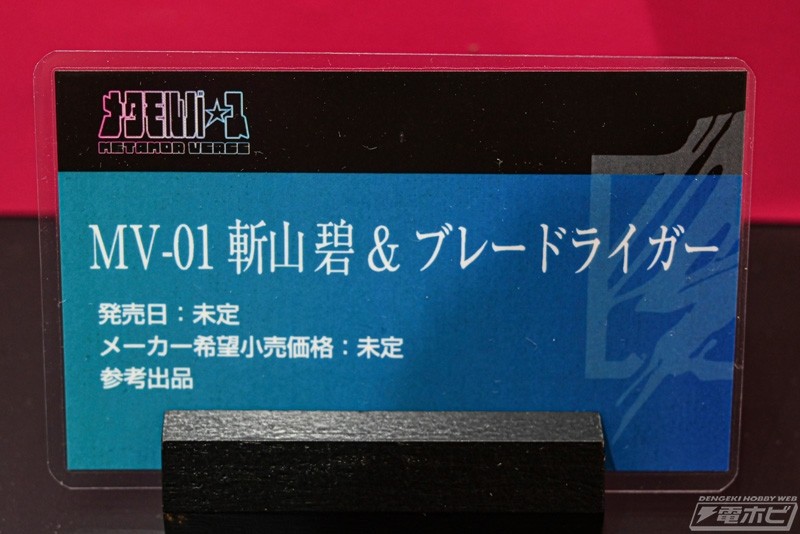 メタモルバ☆ス
METAMOR VERSE
MV-01 斬山 碧 & ブレードライガー
発売日：未定
メーカー希望小売価格：未定
参考出品
DENGEKI HOBBY WEB
電ホビ